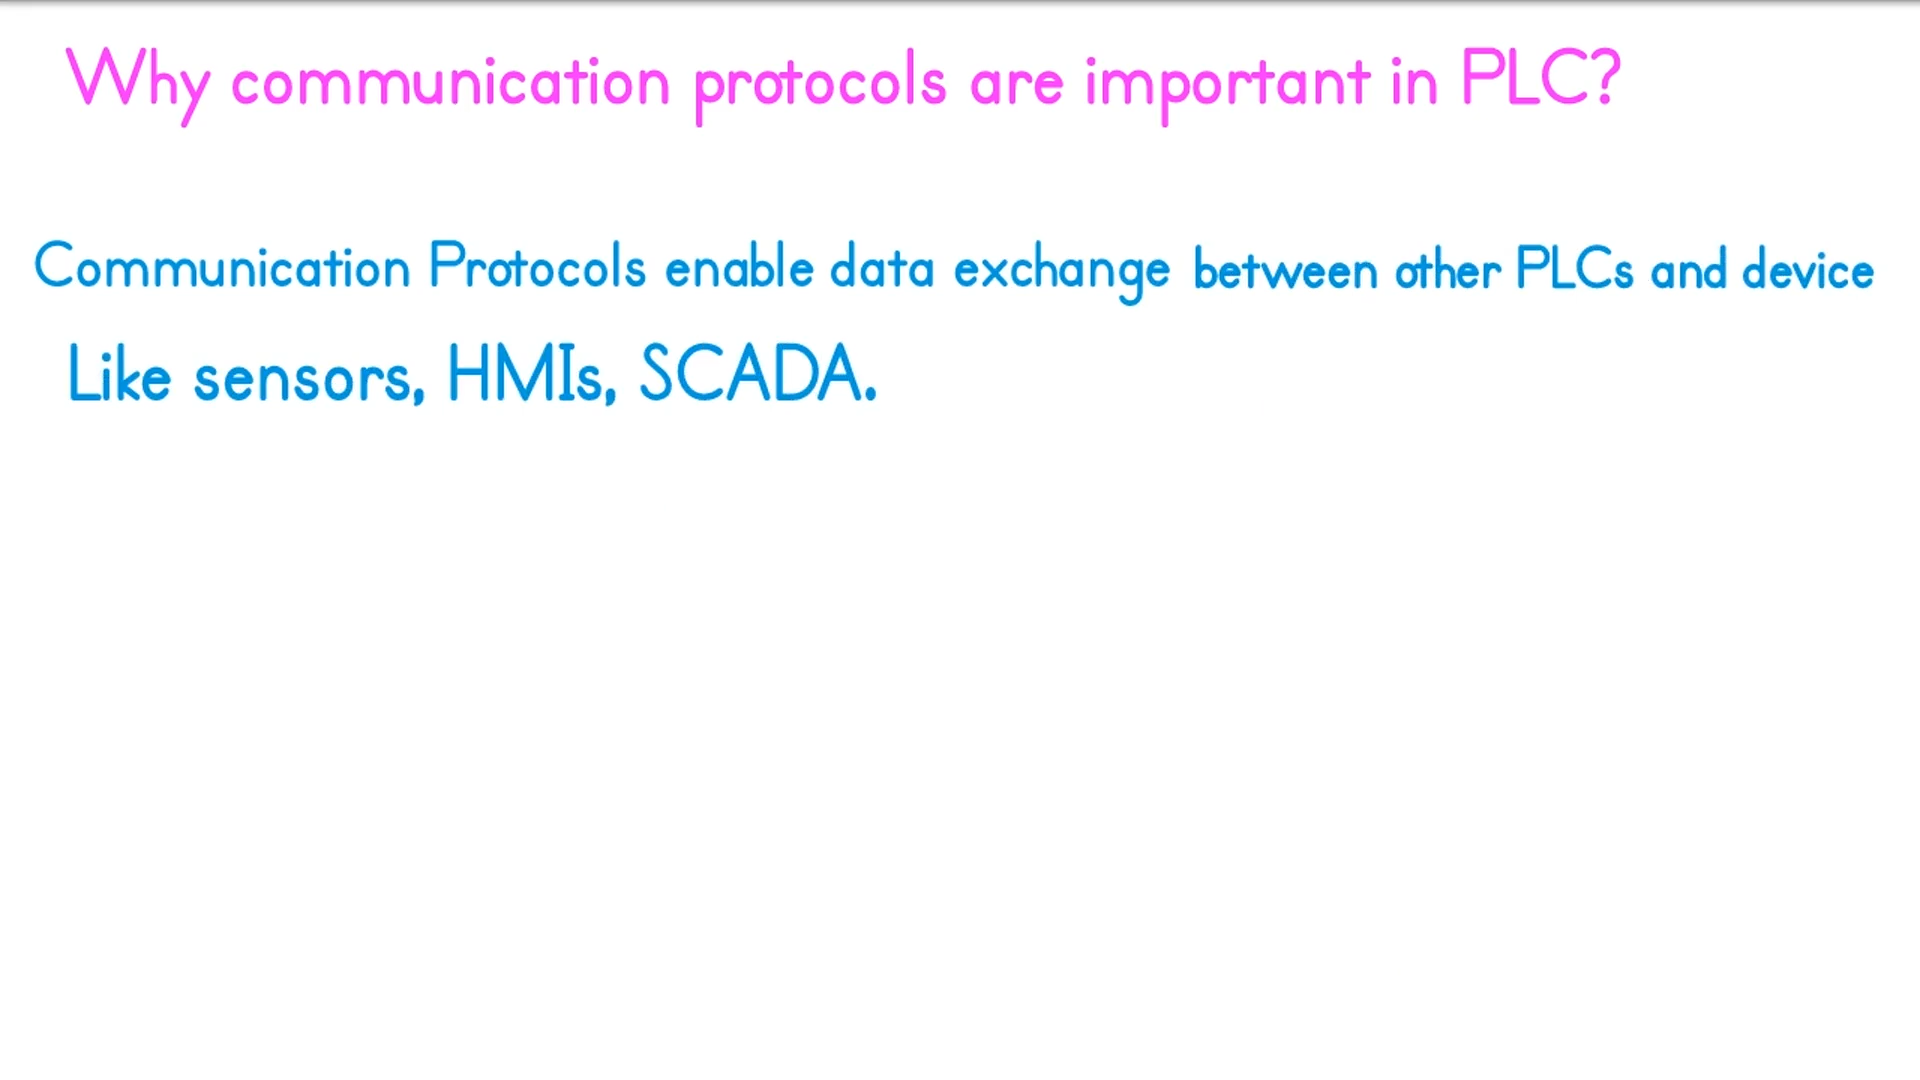 Why communication protocols are important in PLC?
Communication Protocols enable data exchange between other PLCs and device
Like sensors, HMIs, SCADA.